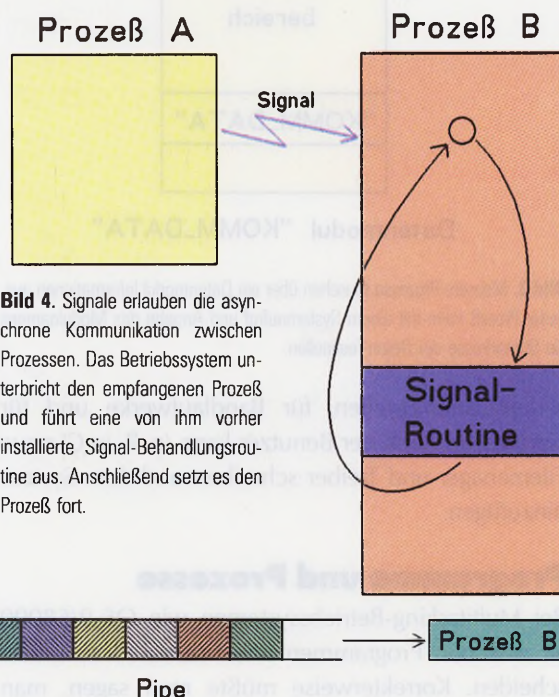 Prozeß A
Prozeß B
Signal
Bild 4. Signale erlauben die asyn-
chrone Kommunikation zwischen
Prozessen. Das Betriebssystem un-
terbricht den empfangenen Prozeß
und führt eine von ihm vorher
installierte Signal-Behandlungsrou-
tine aus. Anschließend setzt es den
Prozeß fort.
Signal-
Routine
Prozeß B
Pipe